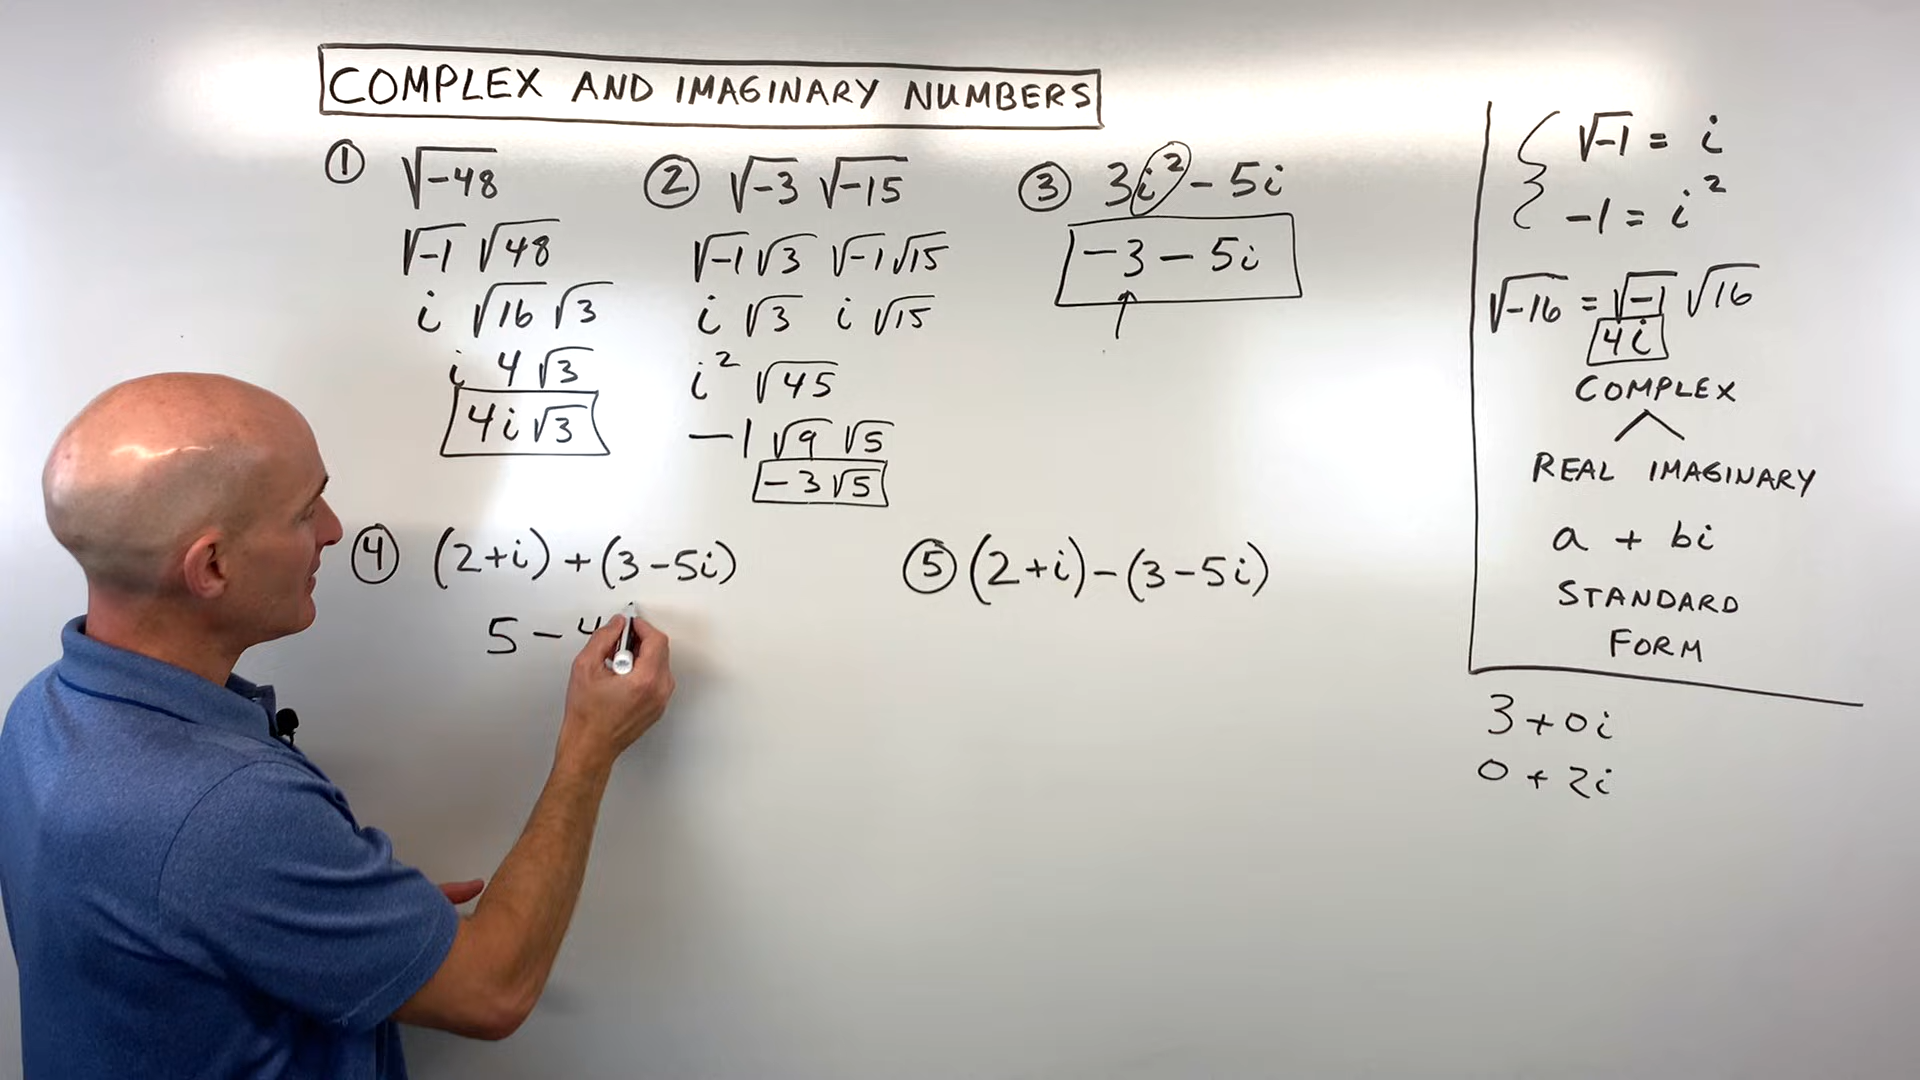 COMPLEX AND IMAGINARY NUMBERS
① √-48
√-1 √48
i √16 √3
i 4 √3
4i√3
② √-3 √-15
√-1√3 √-1√15
i √3 i √15
i² √45
-1 √9 √5
-3√5
③ 3i² - 5i
-3 - 5i
④ (2+i) + (3-5i)
5 - 4
⑤ (2+i) - (3-5i)
√-1 = i
-1 = i²
√-16 = √-1 √16
4i
COMPLEX
REAL IMAGINARY
a + bi
STANDARD
FORM
3 + 0i
0 + 2i